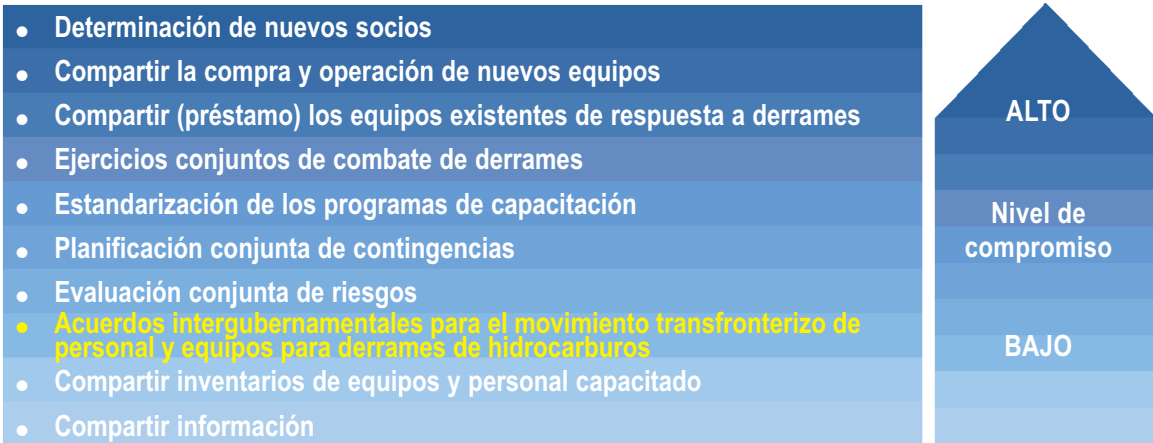 • Determinación de nuevos socios
• Compartir la compra y operación de nuevos equipos
• Compartir (préstamo) los equipos existentes de respuesta a derrames
• Ejercicios conjuntos de combate de derrames
• Estandarización de los programas de capacitación
• Planificación conjunta de contingencias
• Evaluación conjunta de riesgos
• Acuerdos intergubernamentales para el movimiento transfronterizo de
personal y equipos para derrames de hidrocarburos
• Compartir inventarios de equipos y personal capacitado
• Compartir información
ALTO
Nivel de
compromiso
BAJO